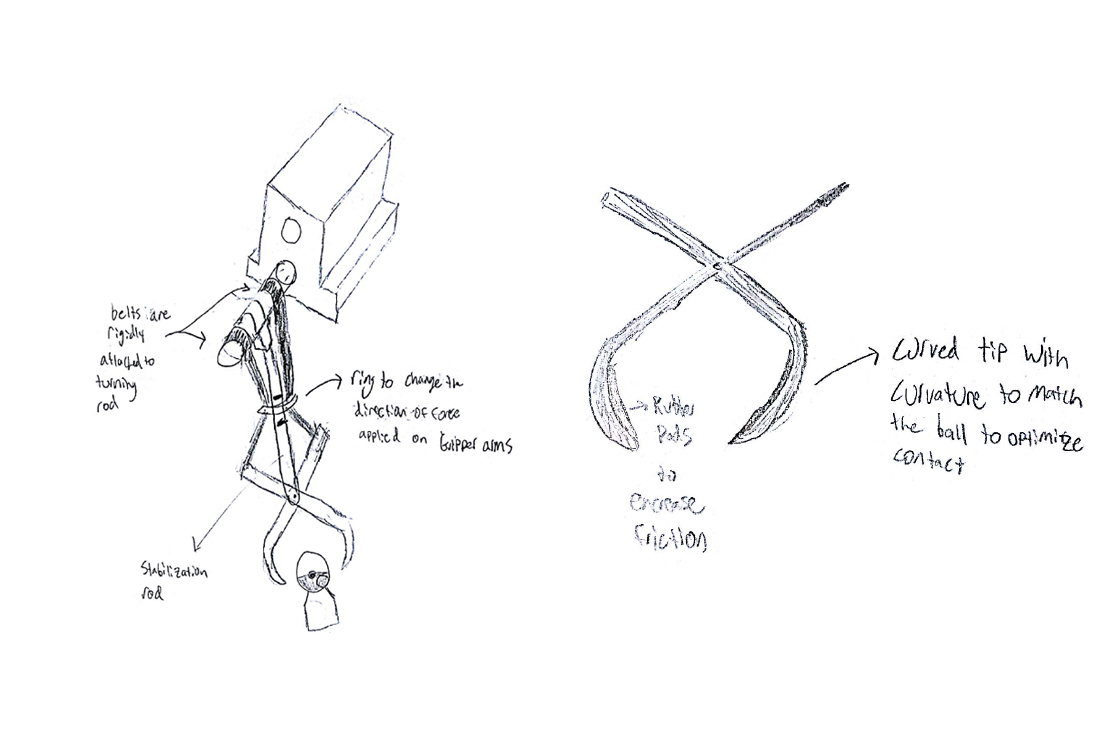 belts are
rigidly
attached to
turning
rod
ring to change the
direction of force
applied on Gripper arms
Stabilization
rod
Rubber
Pads
to
encrease
friction
Curved tip with
Curvature to match
the ball to optimize
contact